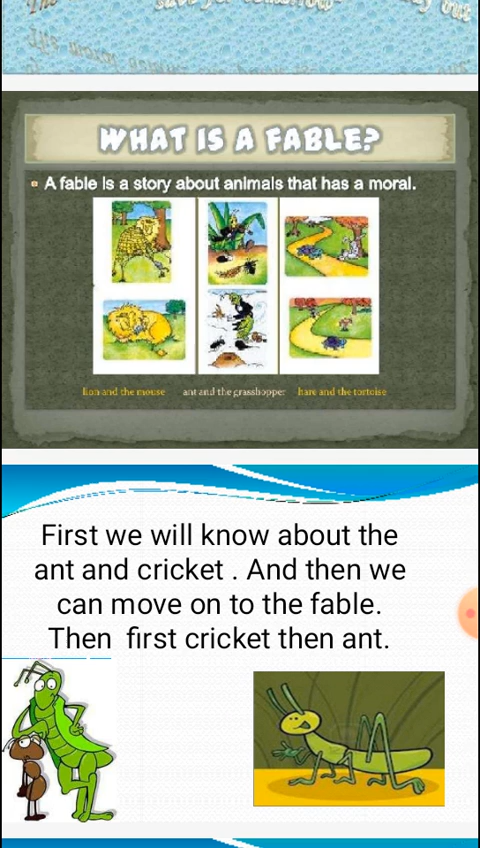 WHAT IS A FABLE?
A fable is a story about animals that has a moral.
lion and the mouse ant and the grasshopper hare and the tortoise
First we will know about the
ant and cricket . And then we
can move on to the fable.
Then first cricket then ant.